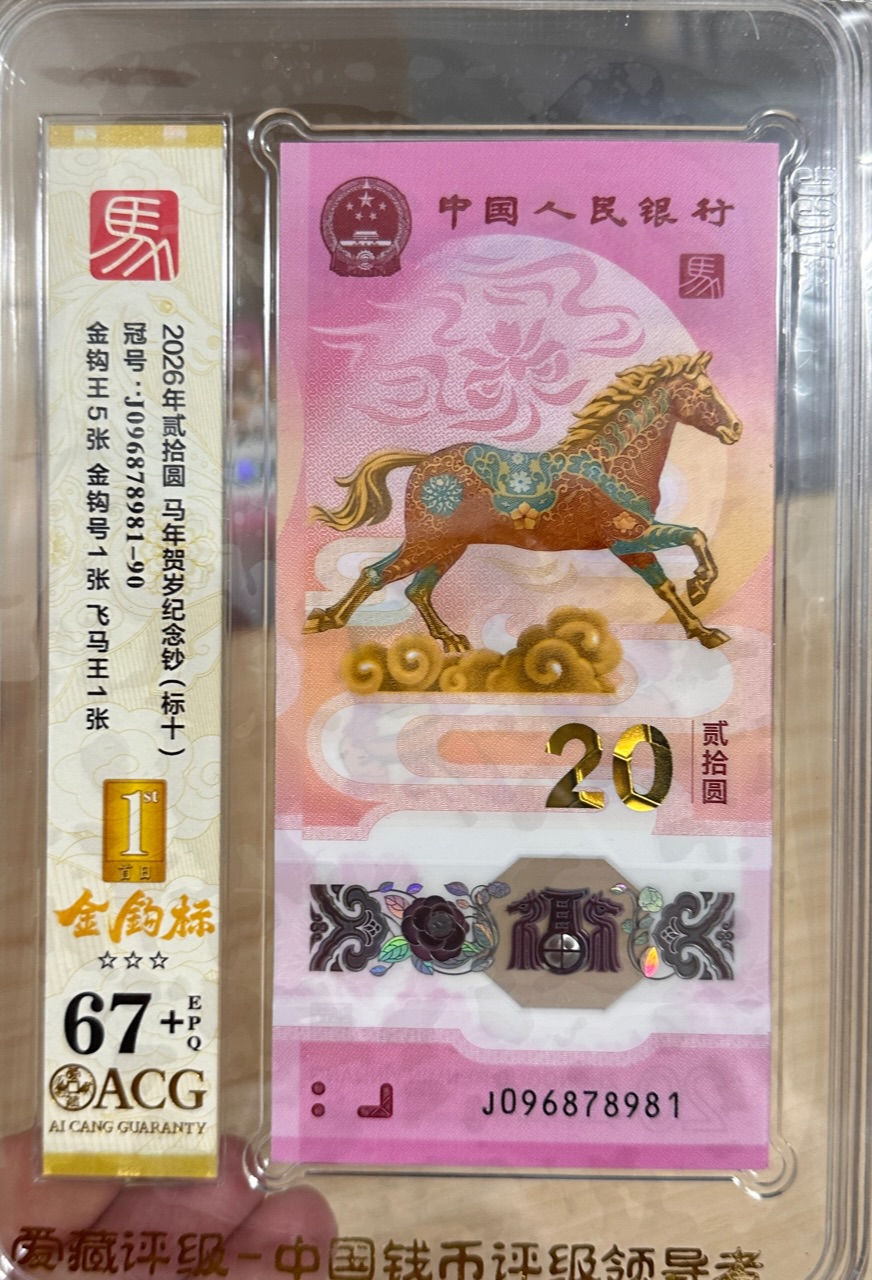 馬
2026年贰拾圆 马年贺岁纪念钞(标十)
冠号:J096878981-90
金钩王5张 金钩号1张 飞马王1张
1st
首日
金钩标
☆☆☆
67+EPQ
ACG
AI CANG GUARANTY
中国人民银行
馬
20
贰拾圆
福
J096878981
爱藏评级-中国钱币评级领导者